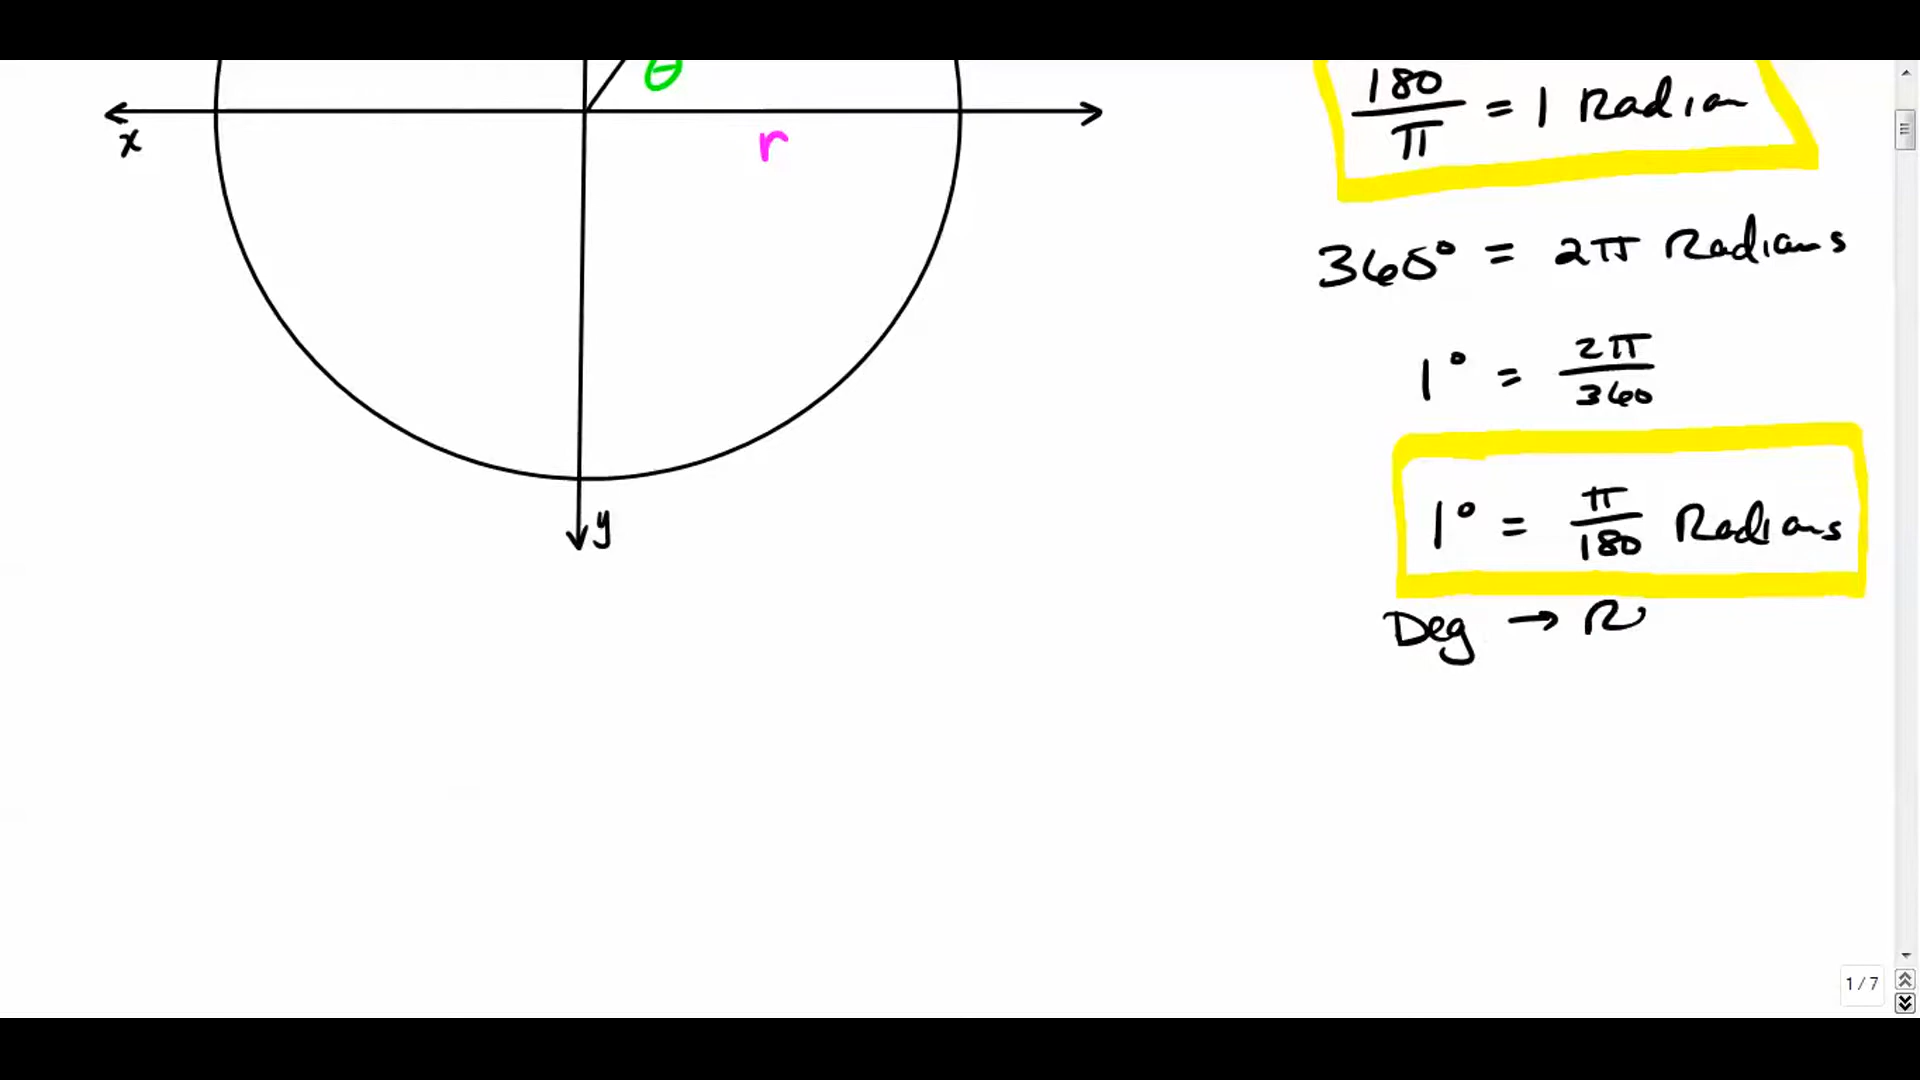 θ
x
r
y
180/π = 1 Radian
360° = 2π Radians
1° = 2π/360
1° = π/180 Radians
Deg → R
1 / 7